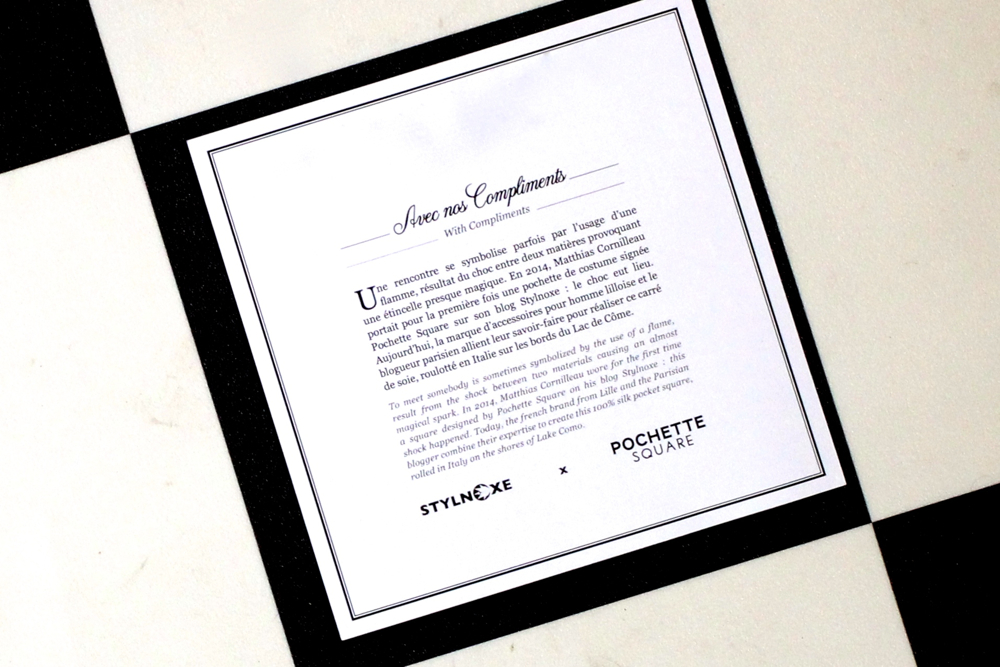 Avec nos Compliments
With Compliments
Une rencontre se symbolise parfois par l'usage d'une
flamme, résultat du choc entre deux matières provoquant
une étincelle presque magique. En 2014, Matthias Cornilleau
portait pour la première fois une pochette de costume signée
Pochette Square sur son blog Stylnoxe : le choc eut lieu.
Aujourd'hui, la marque d'accessoires pour homme lilloise et le
blogueur parisien allient leur savoir-faire pour réaliser ce carré
de soie, roulotté en Italie sur les bords du Lac de Côme.
To meet somebody is sometimes symbolized by the use of a flame,
result from the shock between two materials causing an almost
magical spark. In 2014, Matthias Cornilleau wore for the first time
a square designed by Pochette Square on his blog Stylnoxe : this
shock happened. Today, the french brand from Lille and the Parisian
blogger combine their expertise to create this 100% silk pocket square,
rolled in Italy on the shores of Lake Como.
STYLNOXE x POCHETTE
SQUARE